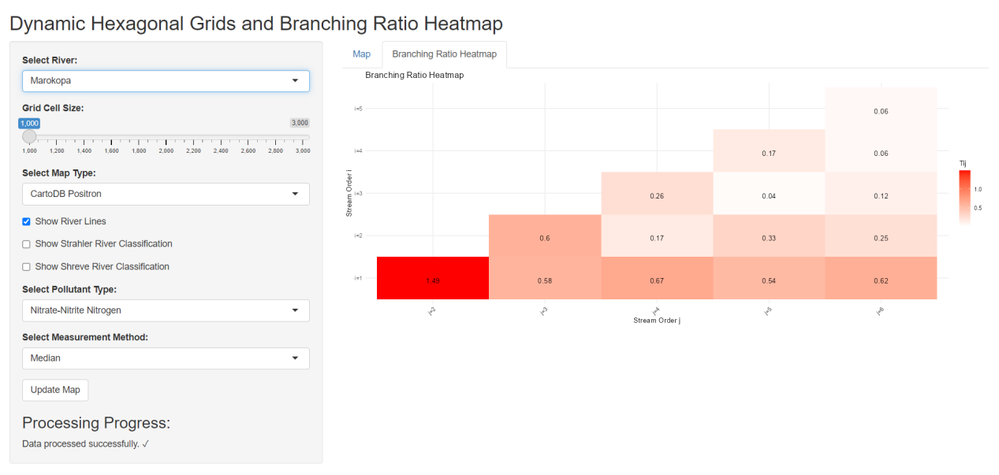 Dynamic Hexagonal Grids and Branching Ratio Heatmap
Select River:
Marokopa
Grid Cell Size:
1,000 3,000
1,000 1,200 1,400 1,600 1,800 2,000 2,200 2,400 2,600 2,800 3,000
Select Map Type:
CartoDB Positron
Show River Lines
Show Strahler River Classification
Show Shreve River Classification
Select Pollutant Type:
Nitrate-Nitrite Nitrogen
Select Measurement Method:
Median
Update Map
Processing Progress:
Data processed successfully. ✓
Map Branching Ratio Heatmap
Branching Ratio Heatmap
Stream Order i
i=5 0.06
i=4 0.17 0.06
i=3 0.26 0.04 0.12
i=2 0.6 0.17 0.33 0.25
i=1 1.49 0.58 0.67 0.54 0.62
j=2 j=3 j=4 j=5 j=6
Stream Order j
Tij
1.0
0.5